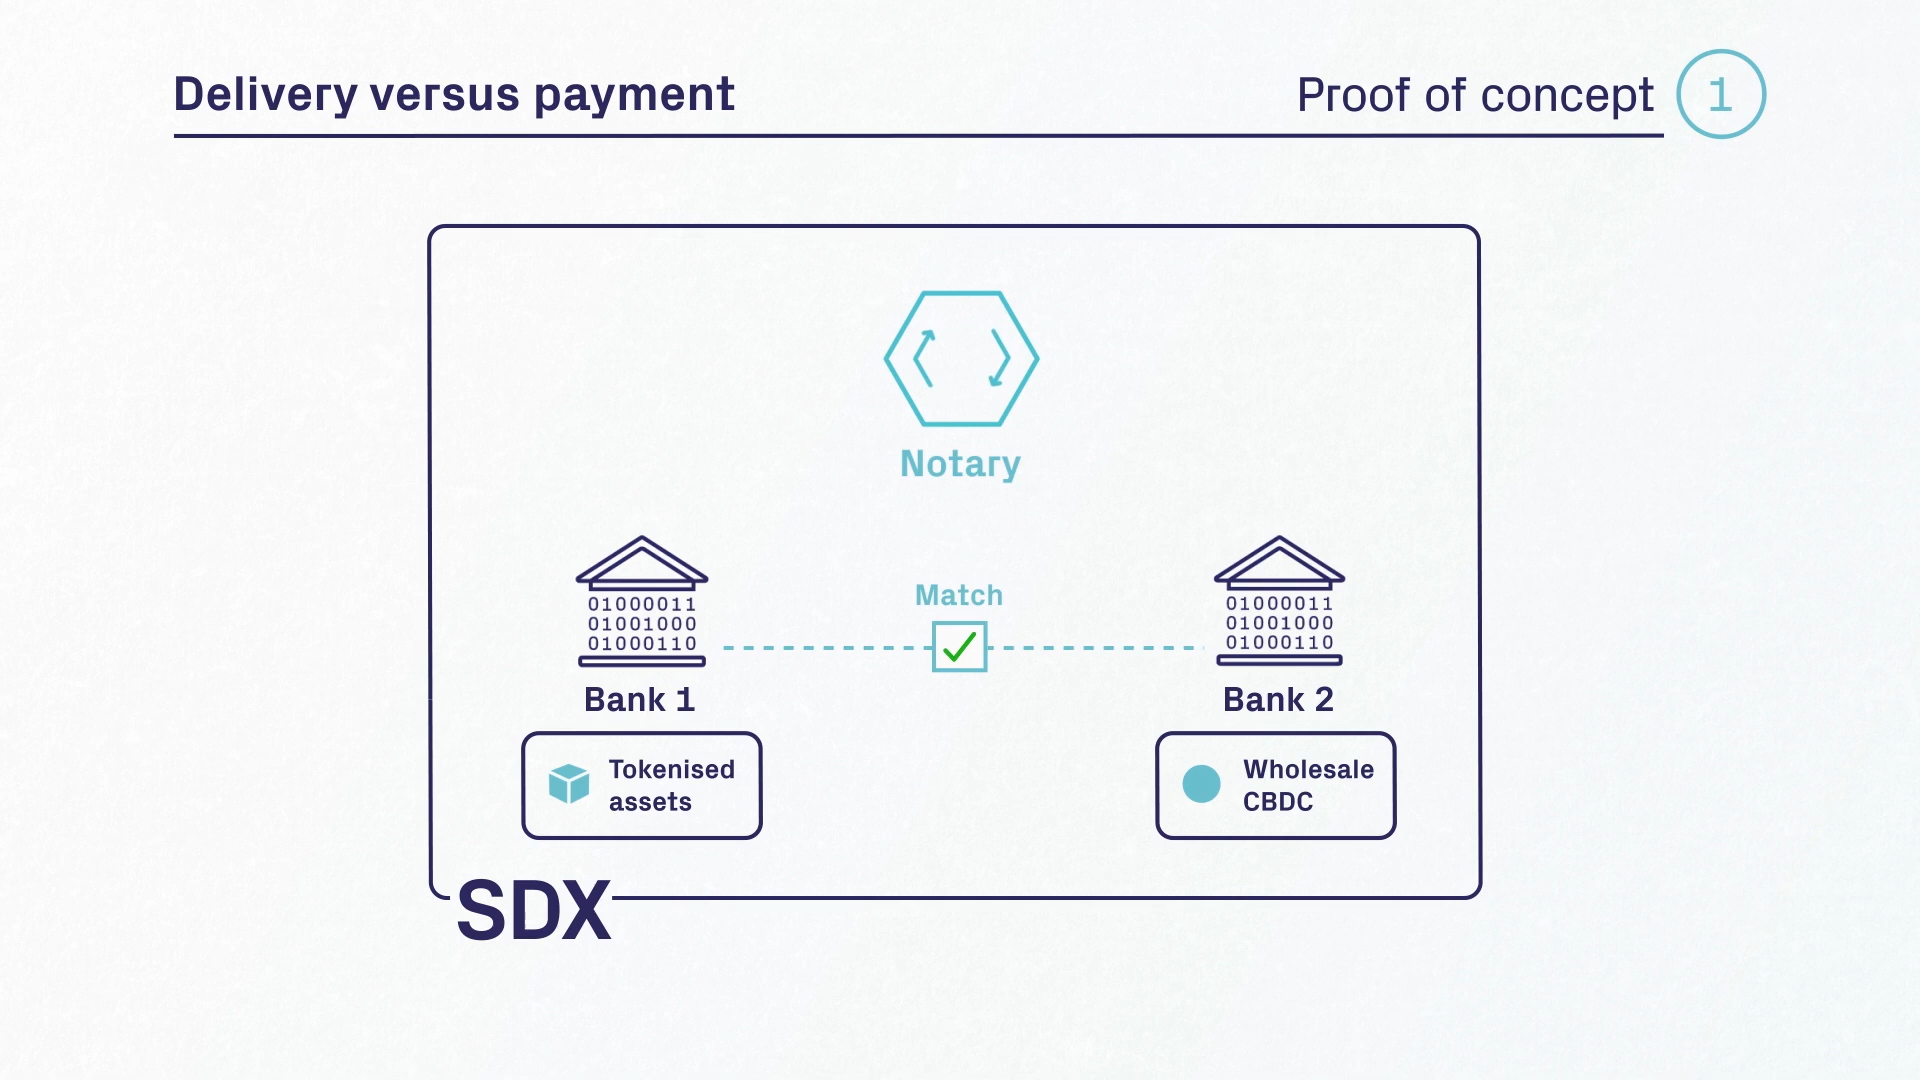 Delivery versus payment
Proof of concept 1
Notary
Match
01000011
01001000
01000110
01000011
01001000
01000110
Bank 1
Bank 2
Tokenised
assets
Wholesale
CBDC
SDX